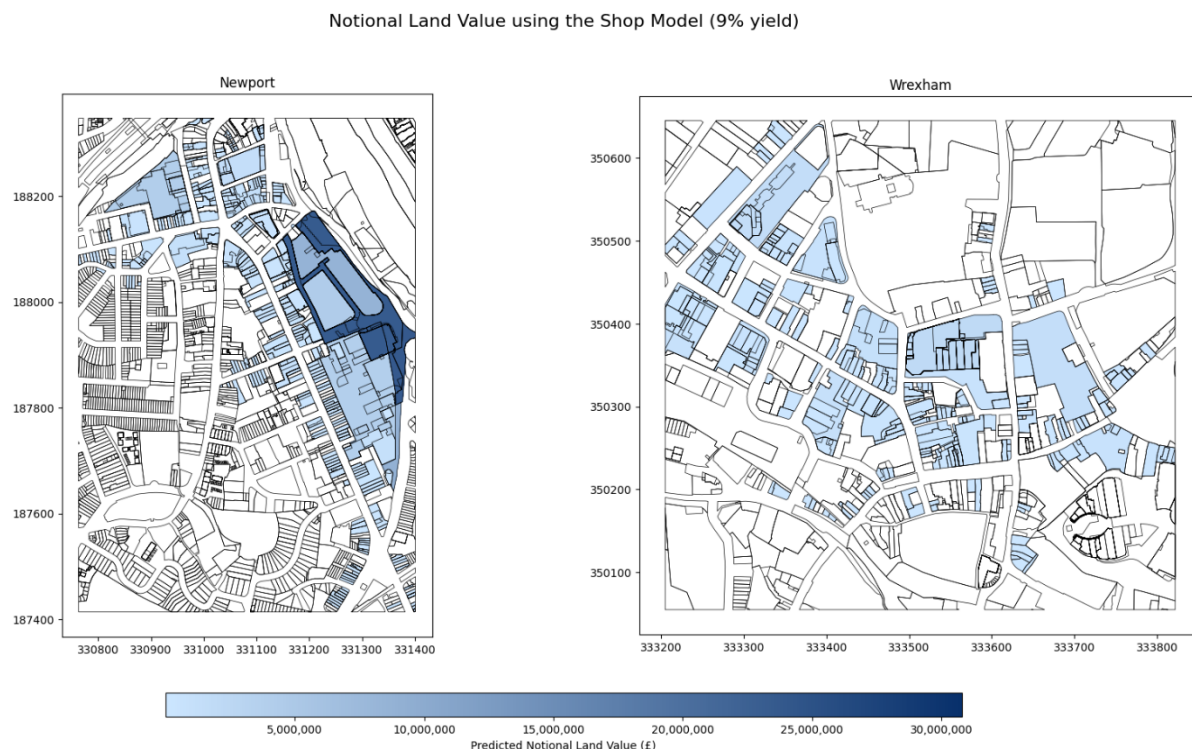 Notional Land Value using the Shop Model (9% yield)
Newport
Wrexham
188200
188000
187800
187600
187400
330800 330900 331000 331100 331200 331300 331400
350600
350500
350400
350300
350200
350100
333200 333300 333400 333500 333600 333700 333800
5,000,000 10,000,000 15,000,000 20,000,000 25,000,000 30,000,000
Predicted Notional Land Value (£)